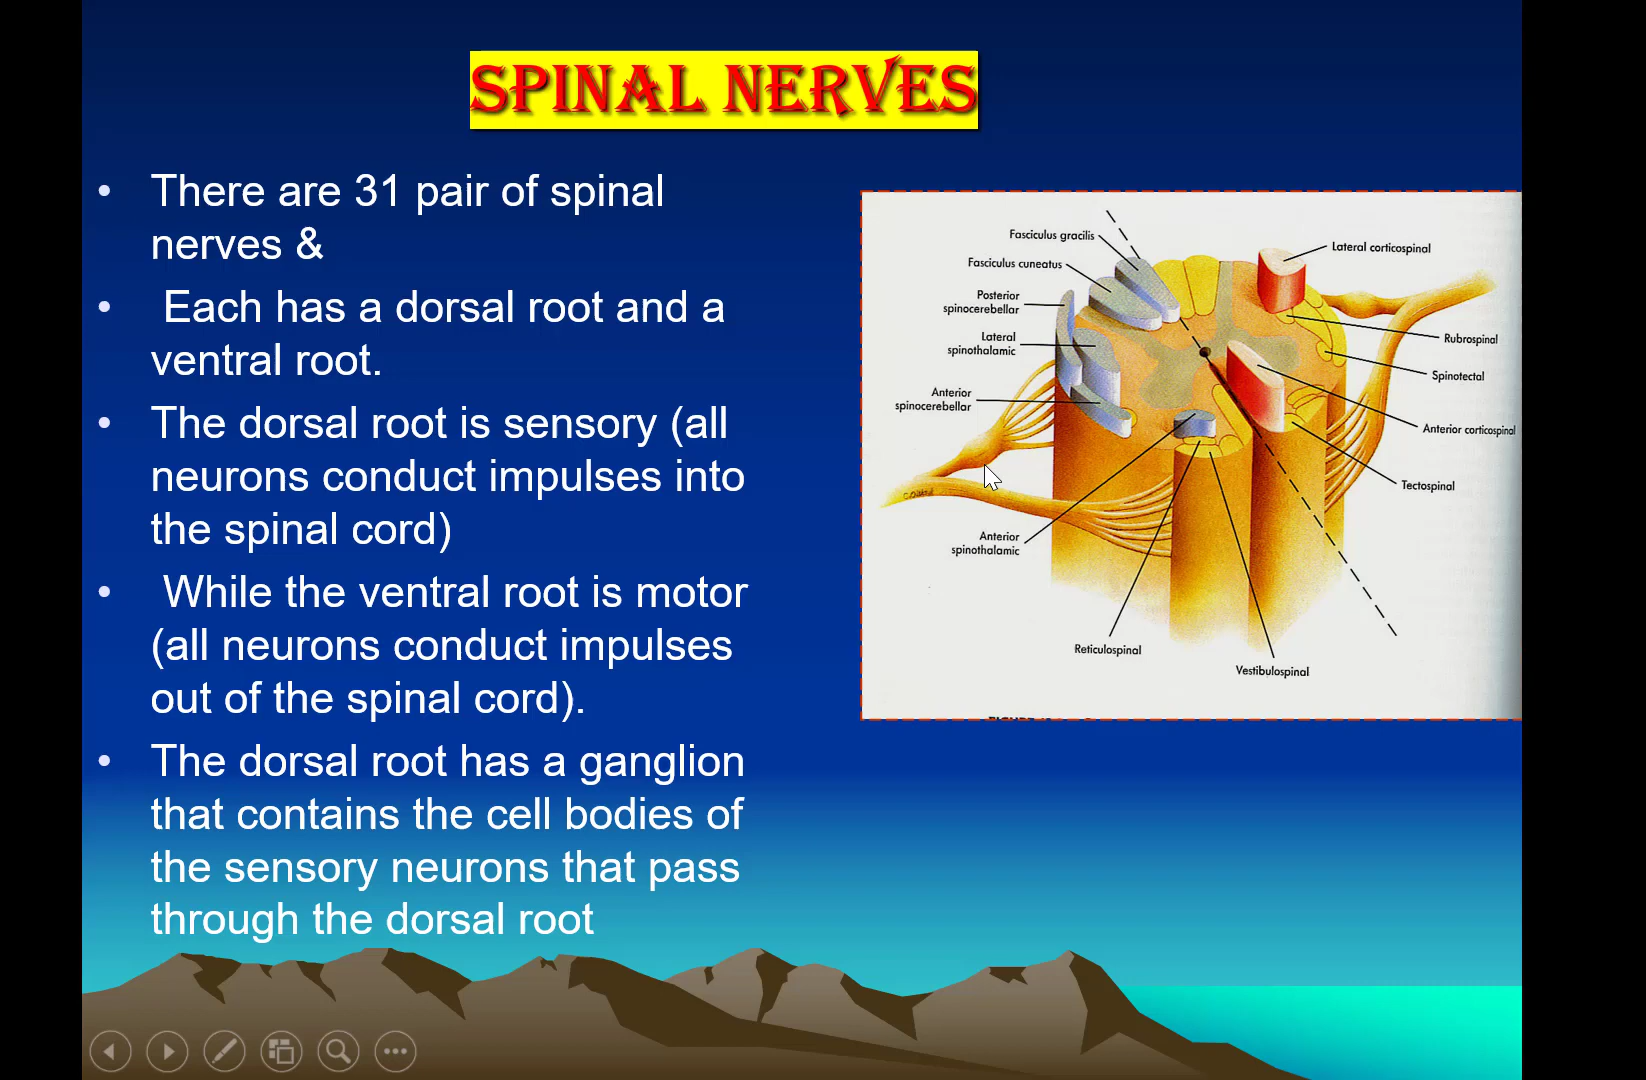 SPINAL NERVES
• There are 31 pair of spinal
nerves &
• Each has a dorsal root and a
ventral root.
• The dorsal root is sensory (all
neurons conduct impulses into
the spinal cord)
• While the ventral root is motor
(all neurons conduct impulses
out of the spinal cord).
• The dorsal root has a ganglion
that contains the cell bodies of
the sensory neurons that pass
through the dorsal root
Fasciculus gracilis
Fasciculus cuneatus
Posterior
spinocerebellar
Lateral
spinothalamic
Anterior
spinocerebellar
Anterior
spinothalamic
Reticulospinal
Vestibulospinal
Lateral corticospinal
Rubrospinal
Spinotectal
Anterior corticospinal
Tectospinal